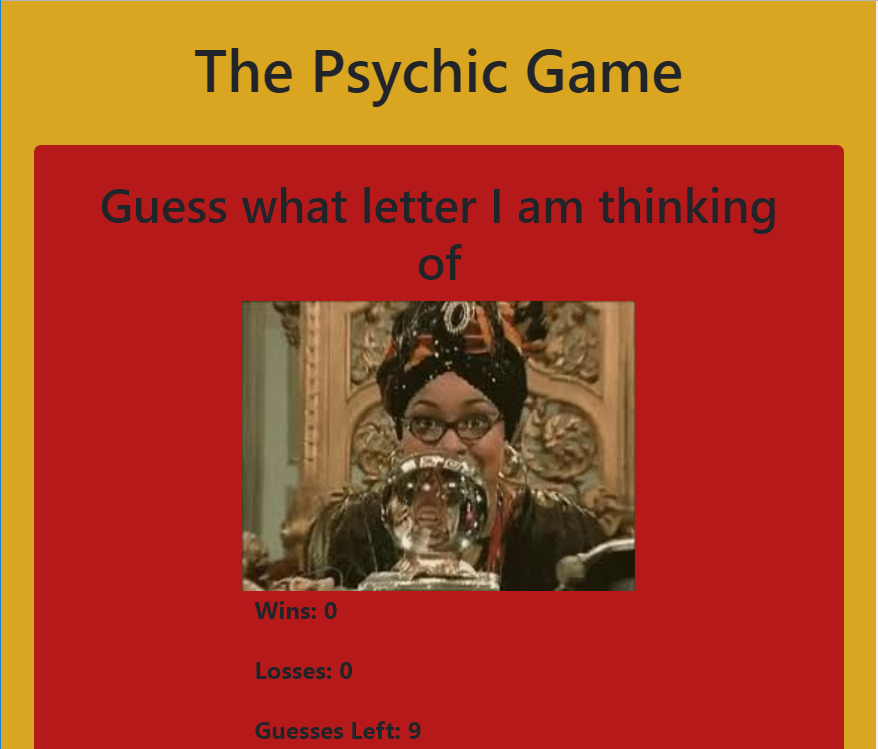 The Psychic Game
Guess what letter I am thinking
of
Wins: 0
Losses: 0
Guesses Left: 9